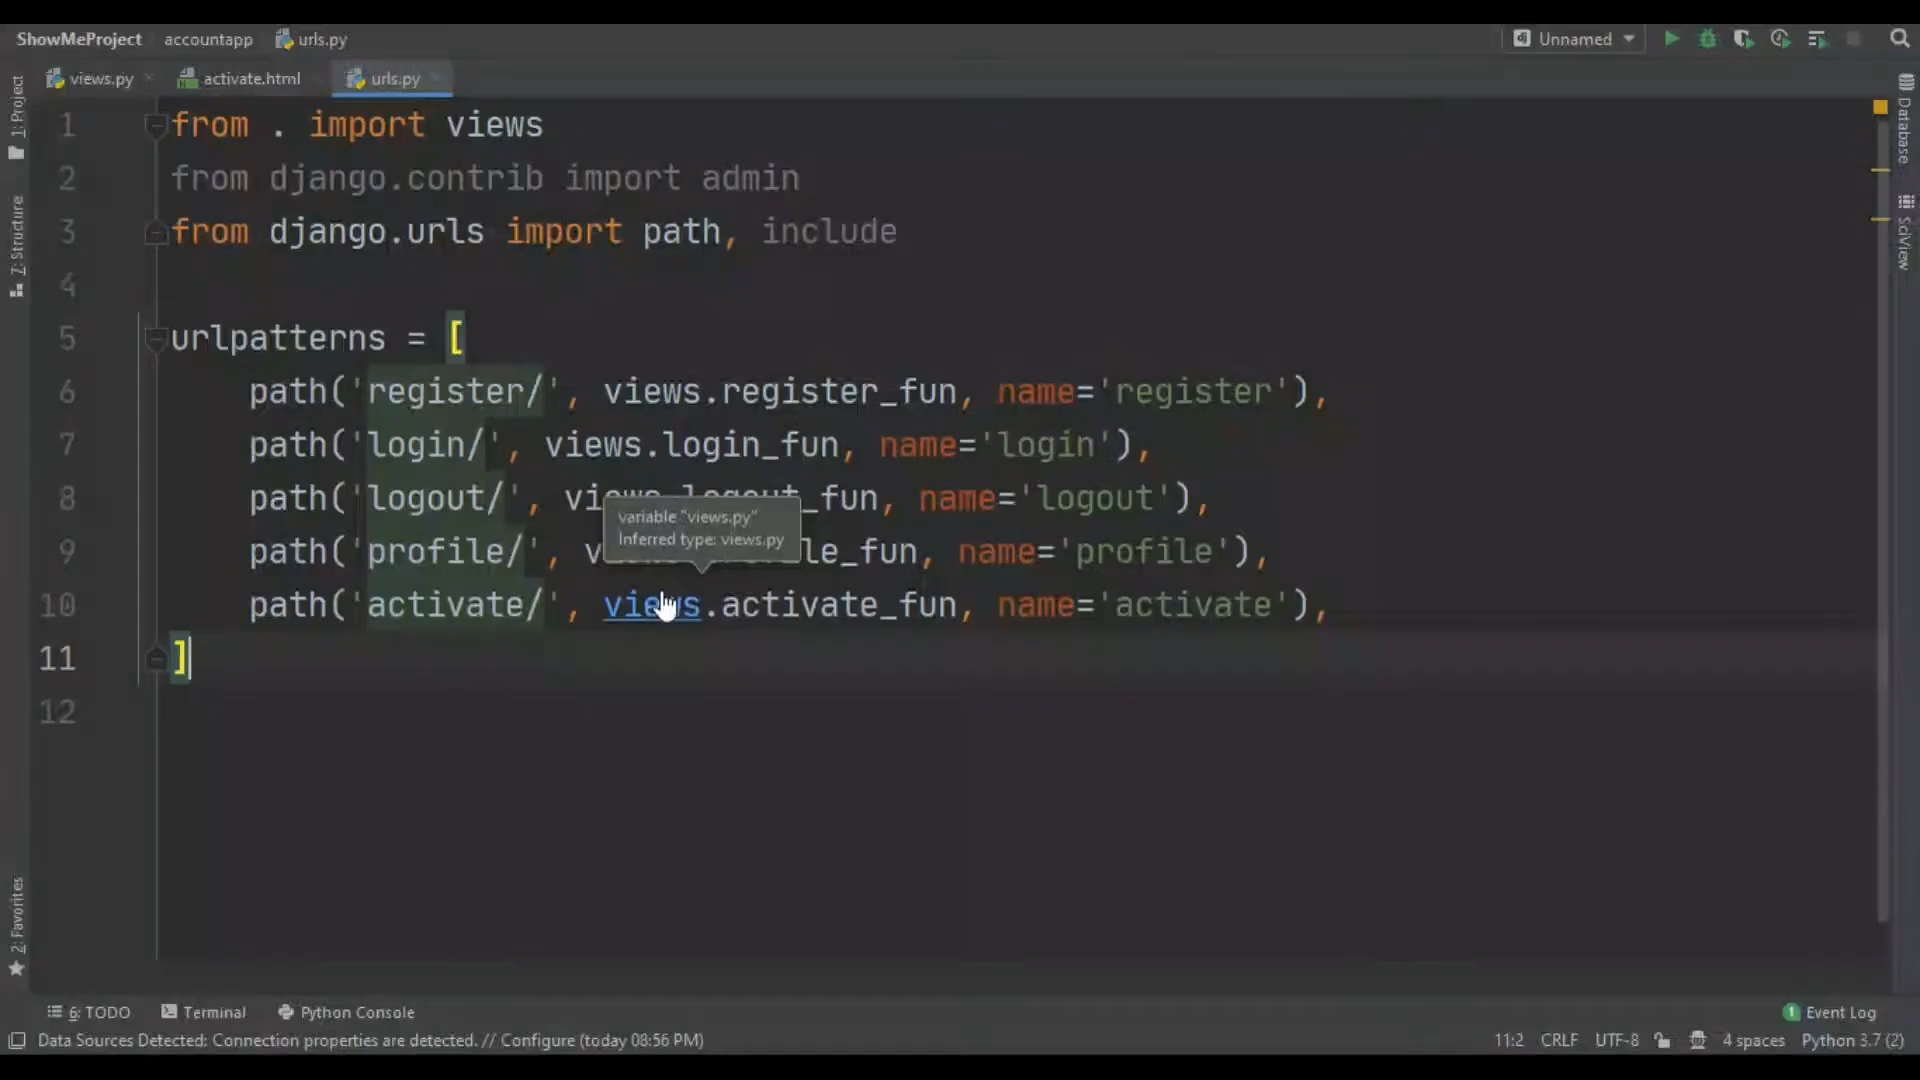 ShowMeProject accountapp urls.py
Unnamed
views.py activate.html urls.py
1: Project
7: Structure
2: Favorites
Database
SciView
1 from . import views
2 from django.contrib import admin
3 from django.urls import path, include
4
5 urlpatterns = [
6 path('register/', views.register_fun, name='register'),
7 path('login/', views.login_fun, name='login'),
8 path('logout/', views.logout_fun, name='logout'),
variable "views.py"
Inferred type: views.py
9 path('profile/', le_fun, name='profile'),
10 path('activate/', views.activate_fun, name='activate'),
11 ]
12
6: TODO Terminal Python Console 1 Event Log
Data Sources Detected: Connection properties are detected. // Configure (today 08:56 PM) 11:2 CRLF UTF-8 4 spaces Python 3.7 (2)